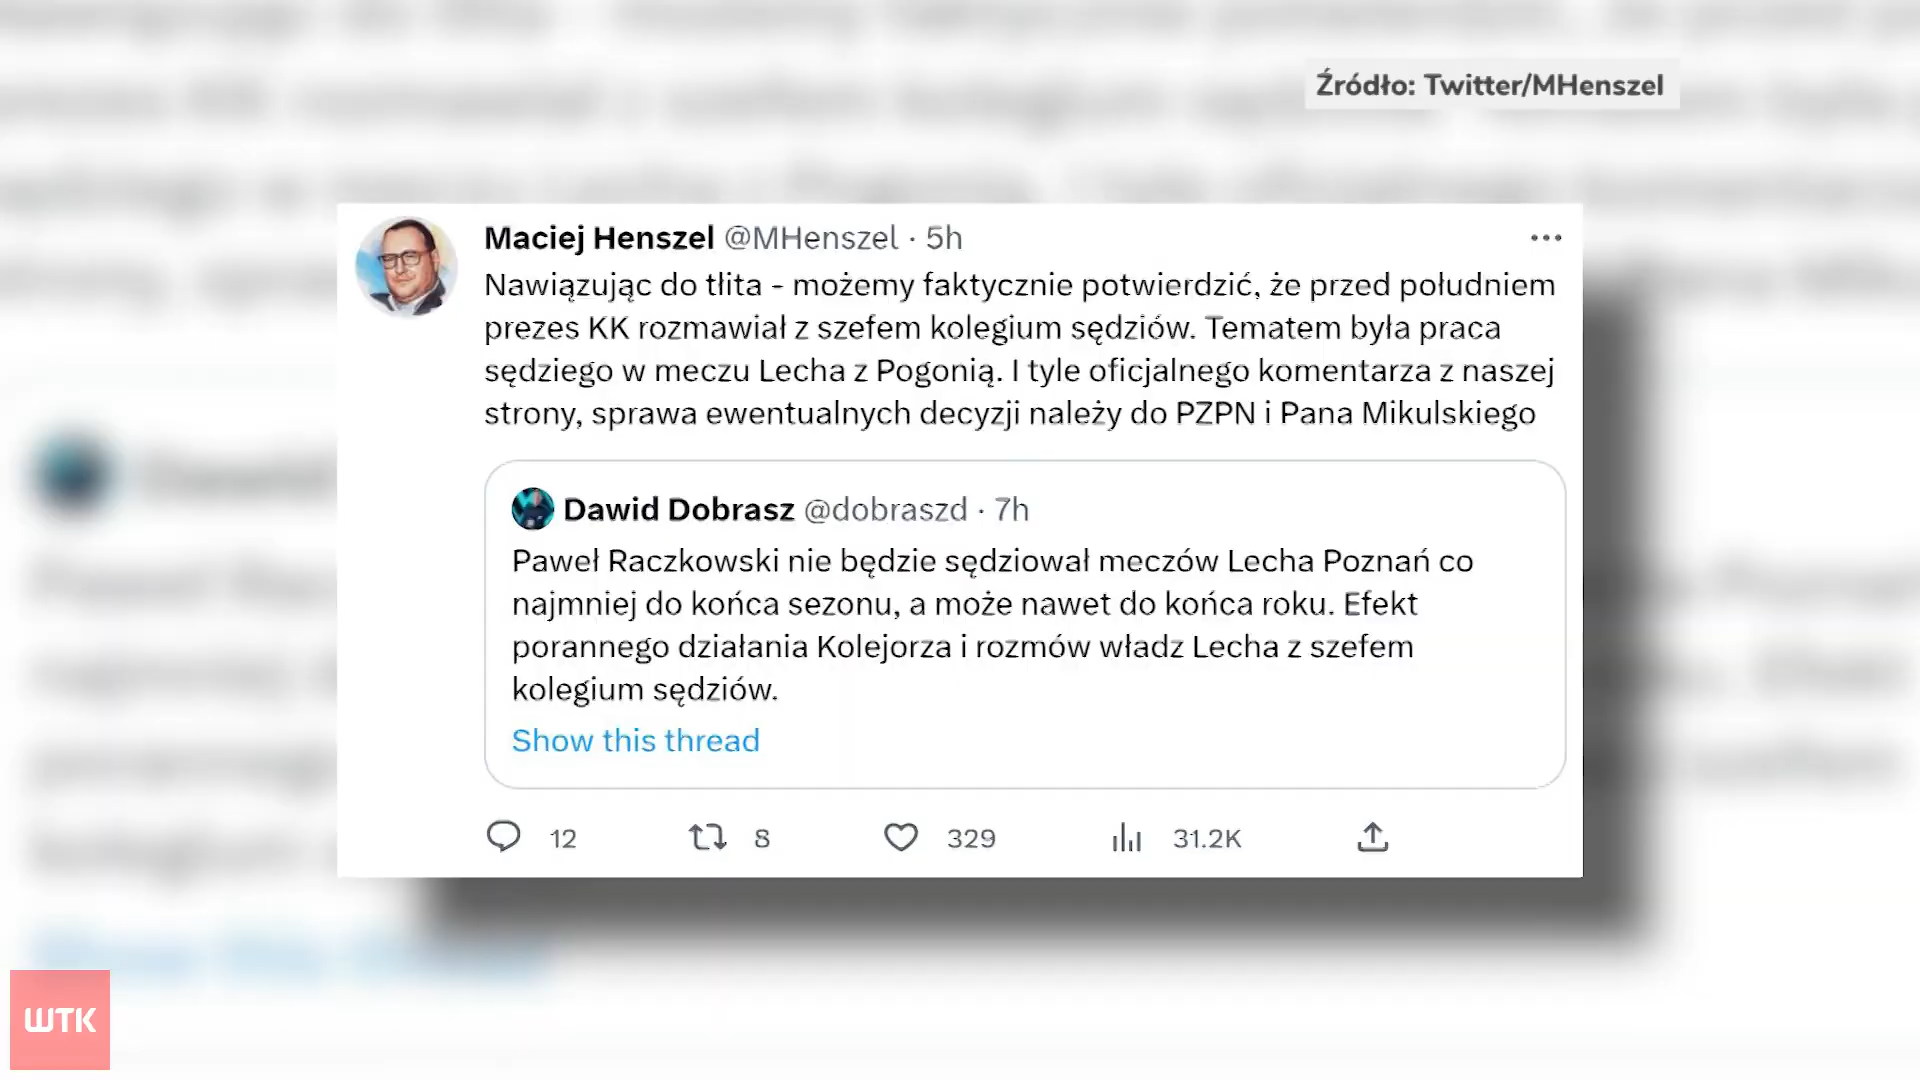 Źródło: Twitter/MHenszel
Maciej Henszel @MHenszel · 5h
Nawiązując do tłita - możemy faktycznie potwierdzić, że przed południem
prezes KK rozmawiał z szefem kolegium sędziów. Tematem była praca
sędziego w meczu Lecha z Pogonią. I tyle oficjalnego komentarza z naszej
strony, sprawa ewentualnych decyzji należy do PZPN i Pana Mikulskiego
Dawid Dobrasz @dobraszd · 7h
Paweł Raczkowski nie będzie sędziował meczów Lecha Poznań co
najmniej do końca sezonu, a może nawet do końca roku. Efekt
porannego działania Kolejorza i rozmów władz Lecha z szefem
kolegium sędziów.
Show this thread
12 8 329 31.2K
WTK